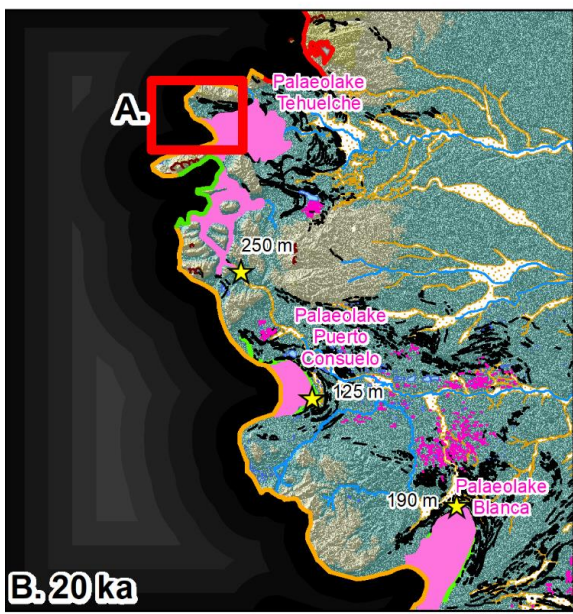 Palaeolake
Tehuelche
A.
250 m
Palaeolake
Puerto
Consuelo
125 m
Palaeolake
190 m
Blanca
B. 20 ka